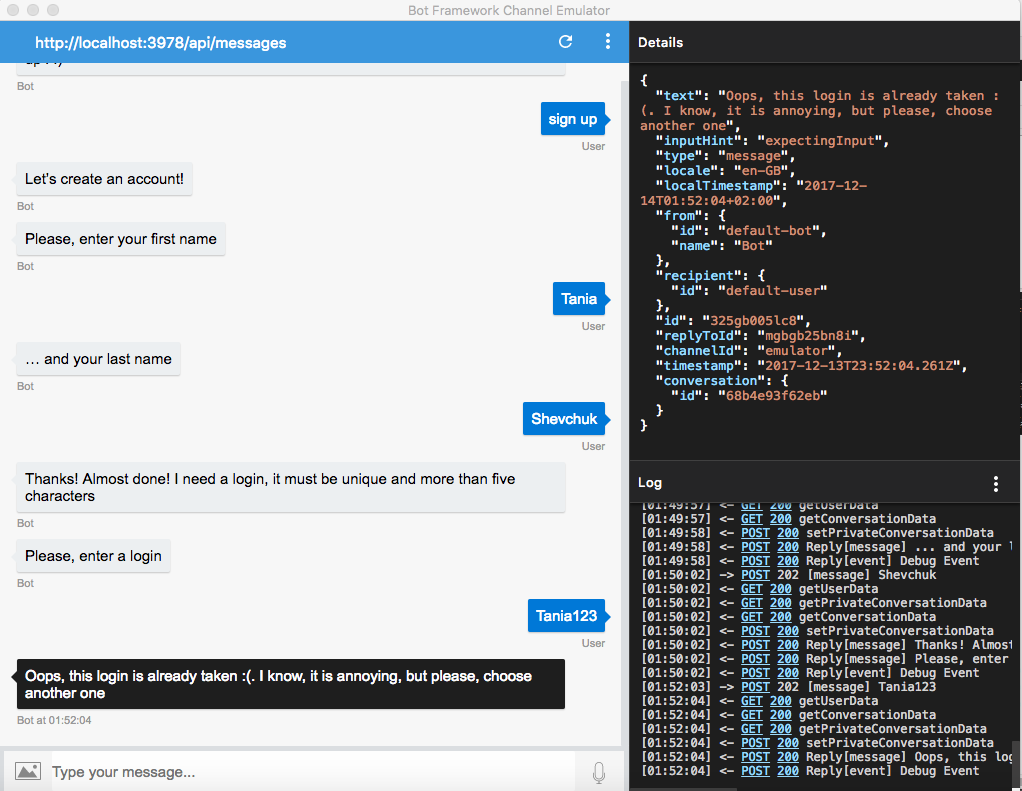 Bot Framework Channel Emulator
http://localhost:3978/api/messages
Bot
sign up
User
Let's create an account!
Bot
Please, enter your first name
Bot
Tania
User
... and your last name
Bot
Shevchuk
User
Thanks! Almost done! I need a login, it must be unique and more than five
characters
Bot
Please, enter a login
Bot
Tania123
User
Oops, this login is already taken :(. I know, it is annoying, but please, choose
another one
Bot at 01:52:04
Type your message...
Details
{
"text": "Oops, this login is already taken :
(. I know, it is annoying, but please, choose
another one",
"inputHint": "expectingInput",
"type": "message",
"locale": "en-GB",
"localTimestamp": "2017-12-
14T01:52:04+02:00",
"from": {
"id": "default-bot",
"name": "Bot"
},
"recipient": {
"id": "default-user"
},
"id": "325gb005lc8",
"replyToId": "mgbgb25bn8i",
"channelId": "emulator",
"timestamp": "2017-12-13T23:52:04.261Z",
"conversation": {
"id": "68b4e93f62eb"
}
}
Log
[01:49:57] <- GET 200 getUserData
[01:49:57] <- GET 200 getConversationData
[01:49:58] <- POST 200 setPrivateConversationData
[01:49:58] <- POST 200 Reply[message] ... and your l
[01:49:58] <- POST 200 Reply[event] Debug Event
[01:50:02] -> POST 202 [message] Shevchuk
[01:50:02] <- GET 200 getUserData
[01:50:02] <- GET 200 getPrivateConversationData
[01:50:02] <- GET 200 getConversationData
[01:50:02] <- POST 200 setPrivateConversationData
[01:50:02] <- POST 200 Reply[message] Thanks! Almost
[01:50:02] <- POST 200 Reply[message] Please, enter
[01:50:02] <- POST 200 Reply[event] Debug Event
[01:52:03] -> POST 202 [message] Tania123
[01:52:04] <- GET 200 getUserData
[01:52:04] <- GET 200 getConversationData
[01:52:04] <- GET 200 getPrivateConversationData
[01:52:04] <- POST 200 setPrivateConversationData
[01:52:04] <- POST 200 Reply[message] Oops, this log
[01:52:04] <- POST 200 Reply[event] Debug Event